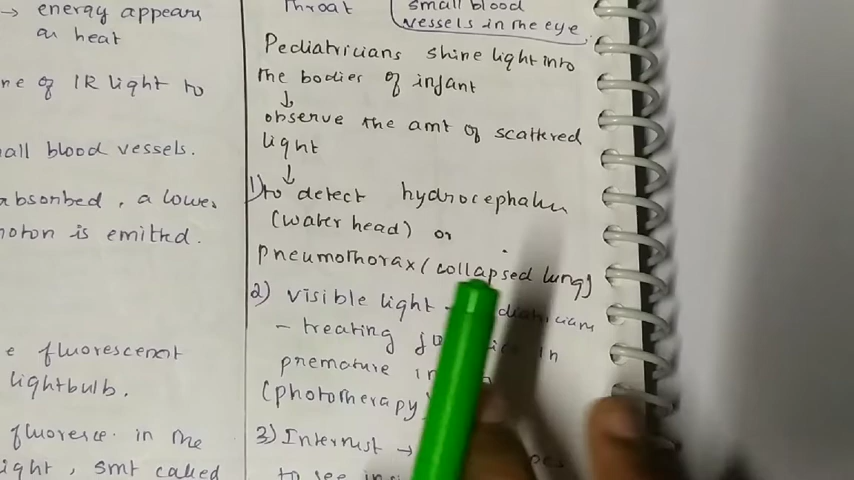 → energy appears
as heat
ne of IR light to
all blood vessels.
absorbed, a lower
hoton is emitted.
e fluorescenot
lightbulb.
fluoresce. in the
ight, smt called
Throat
small blood
vessels in the eye
Pediatricians shine light into
the bodies of infant
↓
observe the amt of scattered
light
↓
1) to detect hydrocephalus
(water head) or
pneumothorax (collapsed lung)
2) visible light -
- treating in
premature
(phototherapy
3) Internist →
to see